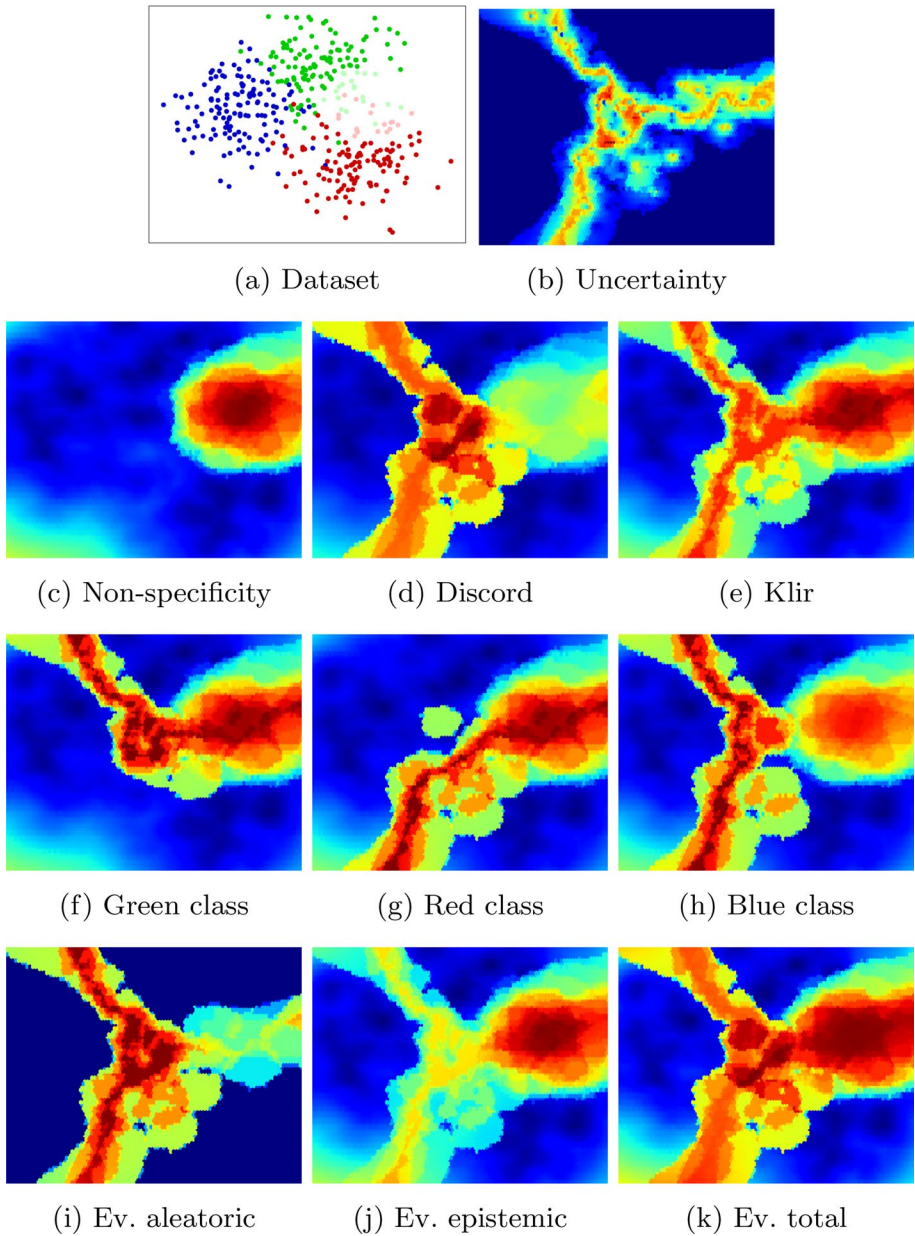 (a) Dataset
(b) Uncertainty
(c) Non-specificity
(d) Discord
(e) Klir
(f) Green class
(g) Red class
(h) Blue class
(i) Ev. aleatoric
(j) Ev. epistemic
(k) Ev. total